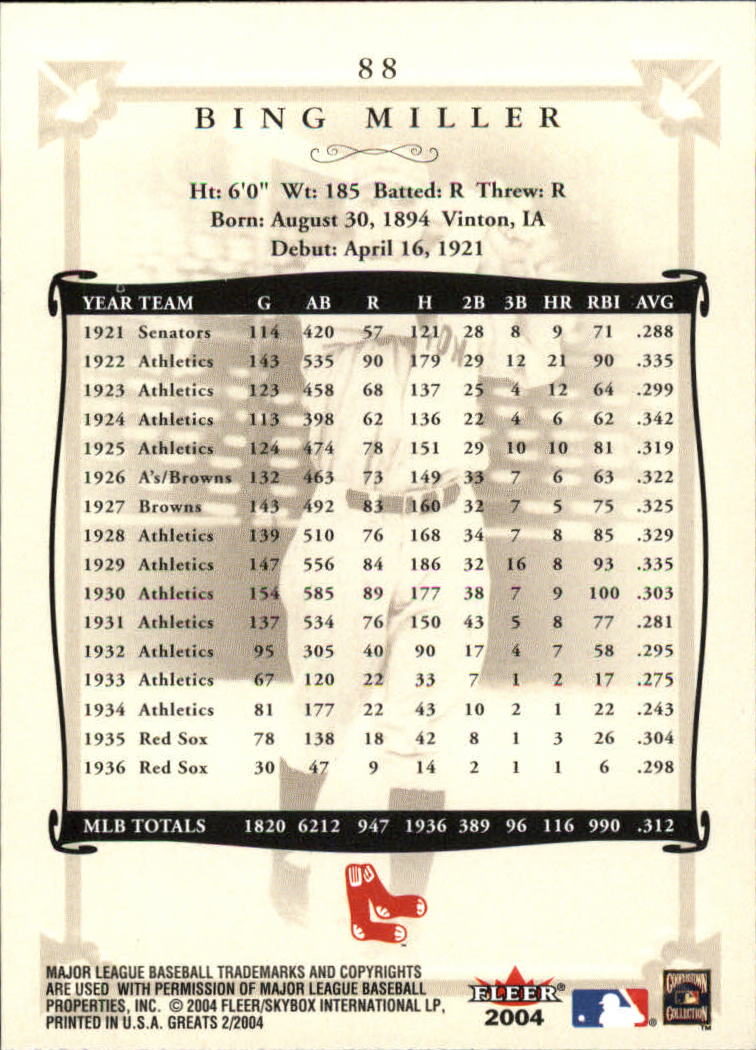 88
BING MILLER
Ht: 6'0" Wt: 185 Batted: R Threw: R
Born: August 30, 1894 Vinton, IA
Debut: April 16, 1921
YEAR TEAM G AB R H 2B 3B HR RBI AVG
1921 Senators 114 420 57 121 28 8 9 71 .288
1922 Athletics 143 535 90 179 29 12 21 90 .335
1923 Athletics 123 458 68 137 25 4 12 64 .299
1924 Athletics 113 398 62 136 22 4 6 62 .342
1925 Athletics 124 474 78 151 29 10 10 81 .319
1926 A's/Browns 132 463 73 149 33 7 6 63 .322
1927 Browns 143 492 83 160 32 7 5 75 .325
1928 Athletics 139 510 76 168 34 7 8 85 .329
1929 Athletics 147 556 84 186 32 16 8 93 .335
1930 Athletics 154 585 89 177 38 7 9 100 .303
1931 Athletics 137 534 76 150 43 5 8 77 .281
1932 Athletics 95 305 40 90 17 4 7 58 .295
1933 Athletics 67 120 22 33 7 1 2 17 .275
1934 Athletics 81 177 22 43 10 2 1 22 .243
1935 Red Sox 78 138 18 42 8 1 3 26 .304
1936 Red Sox 30 47 9 14 2 1 1 6 .298
MLB TOTALS 1820 6212 947 1936 389 96 116 990 .312
MAJOR LEAGUE BASEBALL TRADEMARKS AND COPYRIGHTS
ARE USED WITH PERMISSION OF MAJOR LEAGUE BASEBALL
PROPERTIES, INC. © 2004 FLEER/SKYBOX INTERNATIONAL LP,
PRINTED IN U.S.A. GREATS 2/2004
FLEER®
2004
®
COOPERSTOWN
COLLECTION
TM